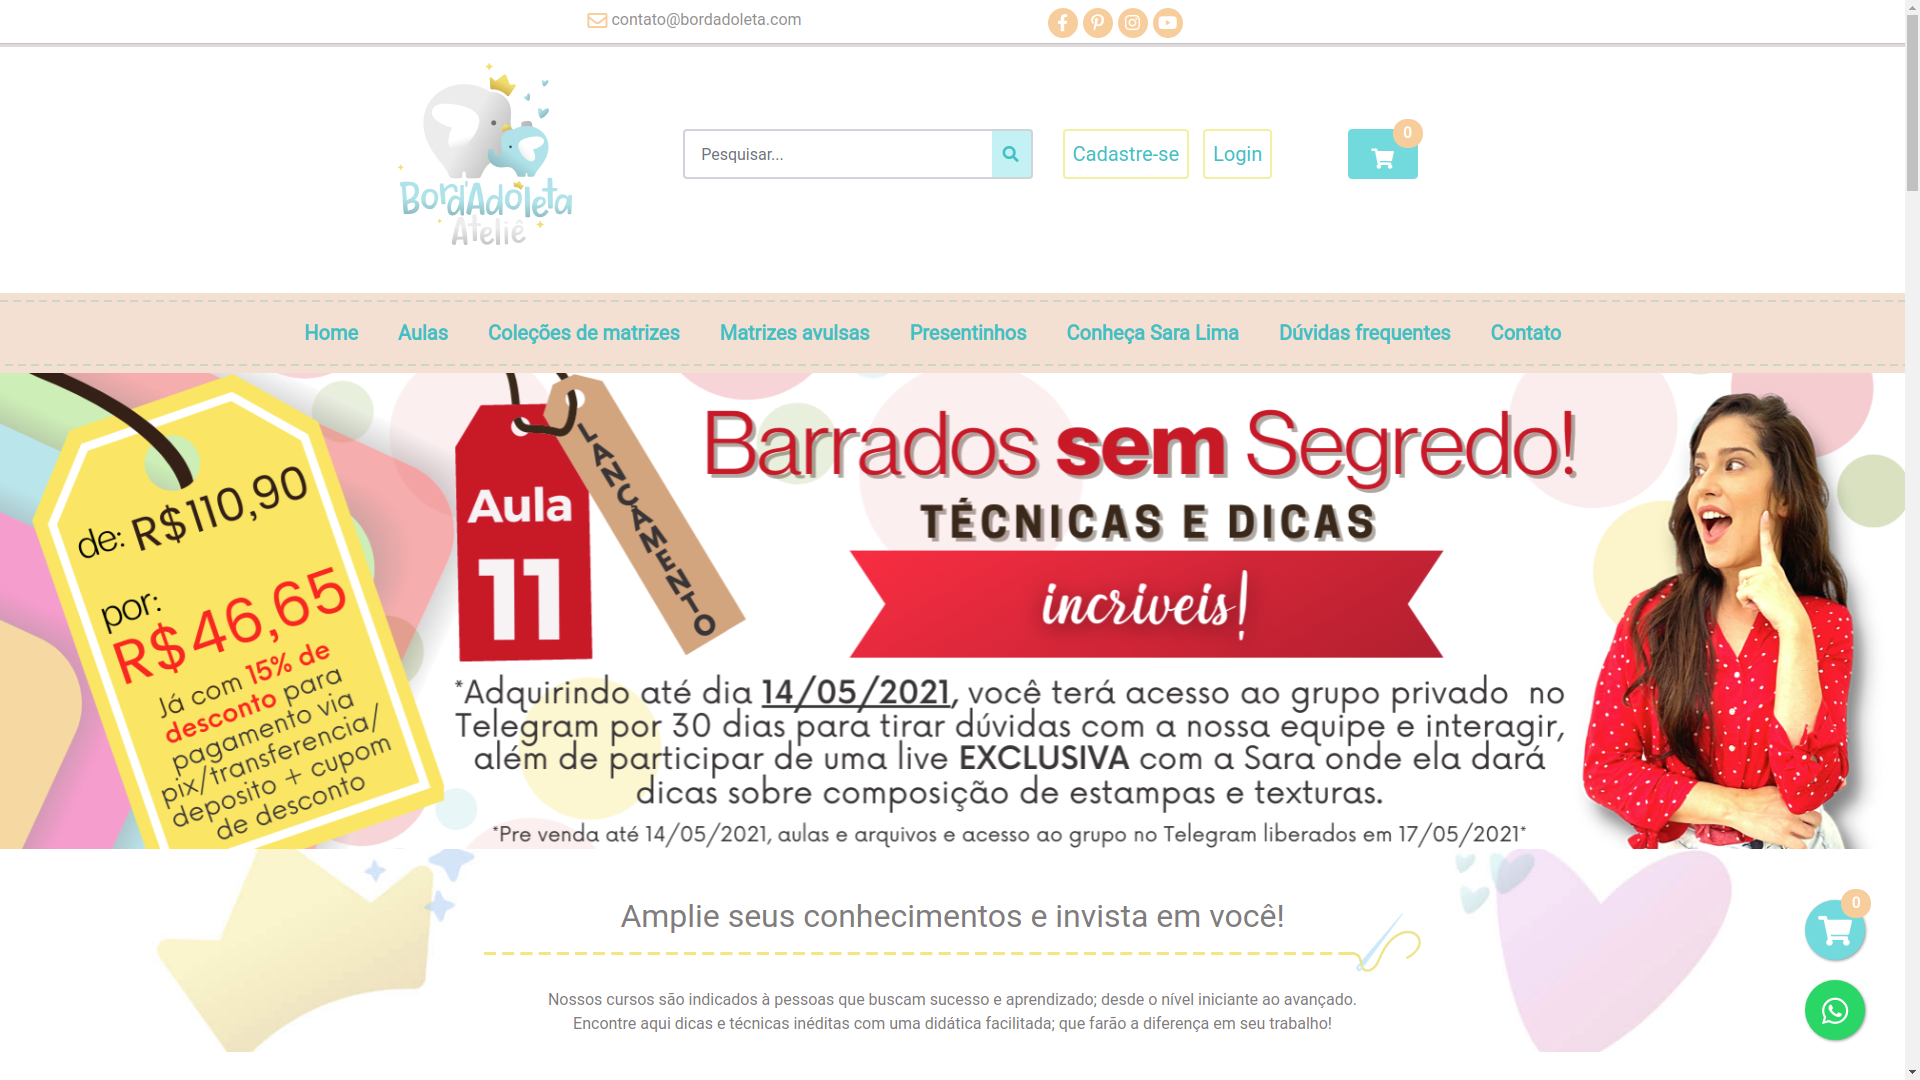 contato@bordadoleta.com
BordAdoleta
Ateliê
Pesquisar...
Cadastre-se
Login
0
Home
Aulas
Coleções de matrizes
Matrizes avulsas
Presentinhos
Conheça Sara Lima
Dúvidas frequentes
Contato
de: R$110,90
por:
R$46,65
Já com 15% de
desconto para
pagamento via
pix/transferencia/
deposito + cupom
de desconto
Aula
11
LANÇAMENTO
Barrados sem Segredo!
TÉCNICAS E DICAS
incriveis!
*Adquirindo até dia 14/05/2021, você terá acesso ao grupo privado no
Telegram por 30 dias para tirar dúvidas com a nossa equipe e interagir,
além de participar de uma live EXCLUSIVA com a Sara onde ela dará
dicas sobre composição de estampas e texturas.
*Pre venda até 14/05/2021, aulas e arquivos e acesso ao grupo no Telegram liberados em 17/05/2021*
Amplie seus conhecimentos e invista em você!
0
Nossos cursos são indicados à pessoas que buscam sucesso e aprendizado; desde o nível iniciante ao avançado.
Encontre aqui dicas e técnicas inéditas com uma didática facilitada; que farão a diferença em seu trabalho!